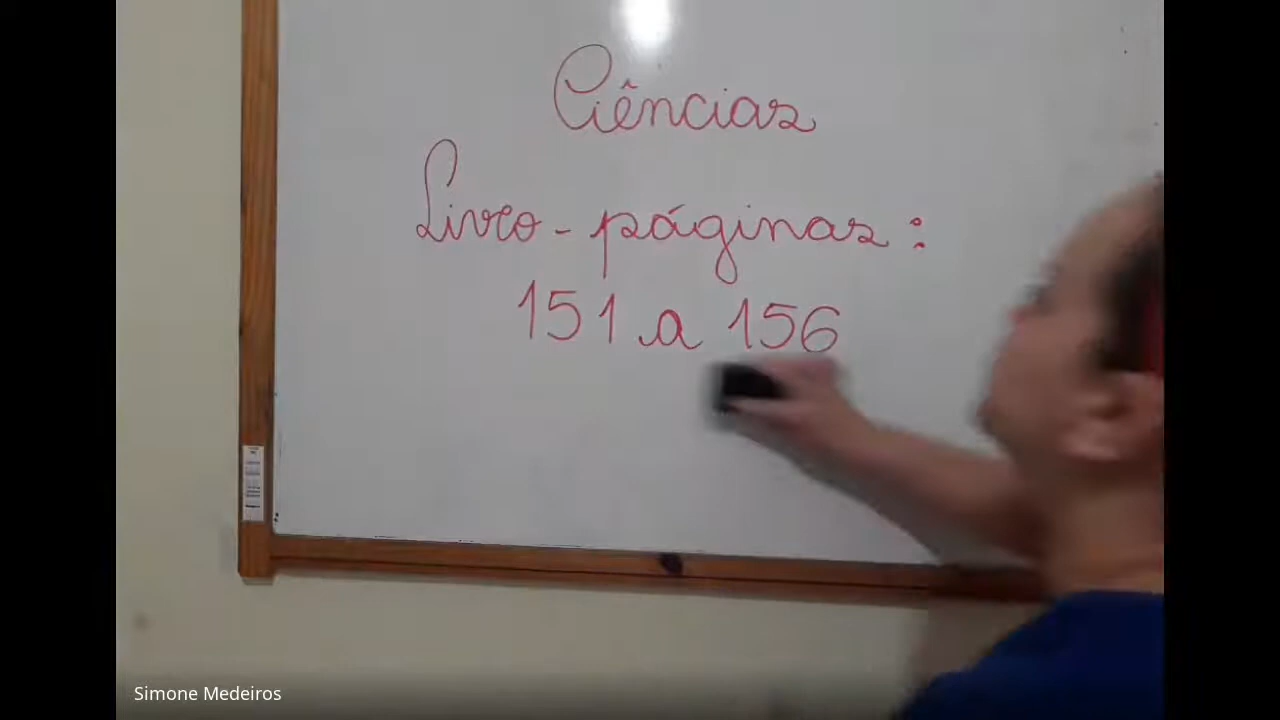 Ciências
Livro - páginas:
151 a 156
Simone Medeiros